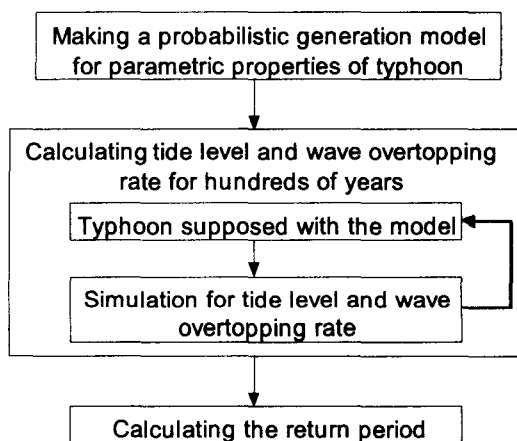 Making a probabilistic generation model
for parametric properties of typhoon
Calculating tide level and wave overtopping
rate for hundreds of years
Typhoon supposed with the model
Simulation for tide level and wave
overtopping rate
Calculating the return period